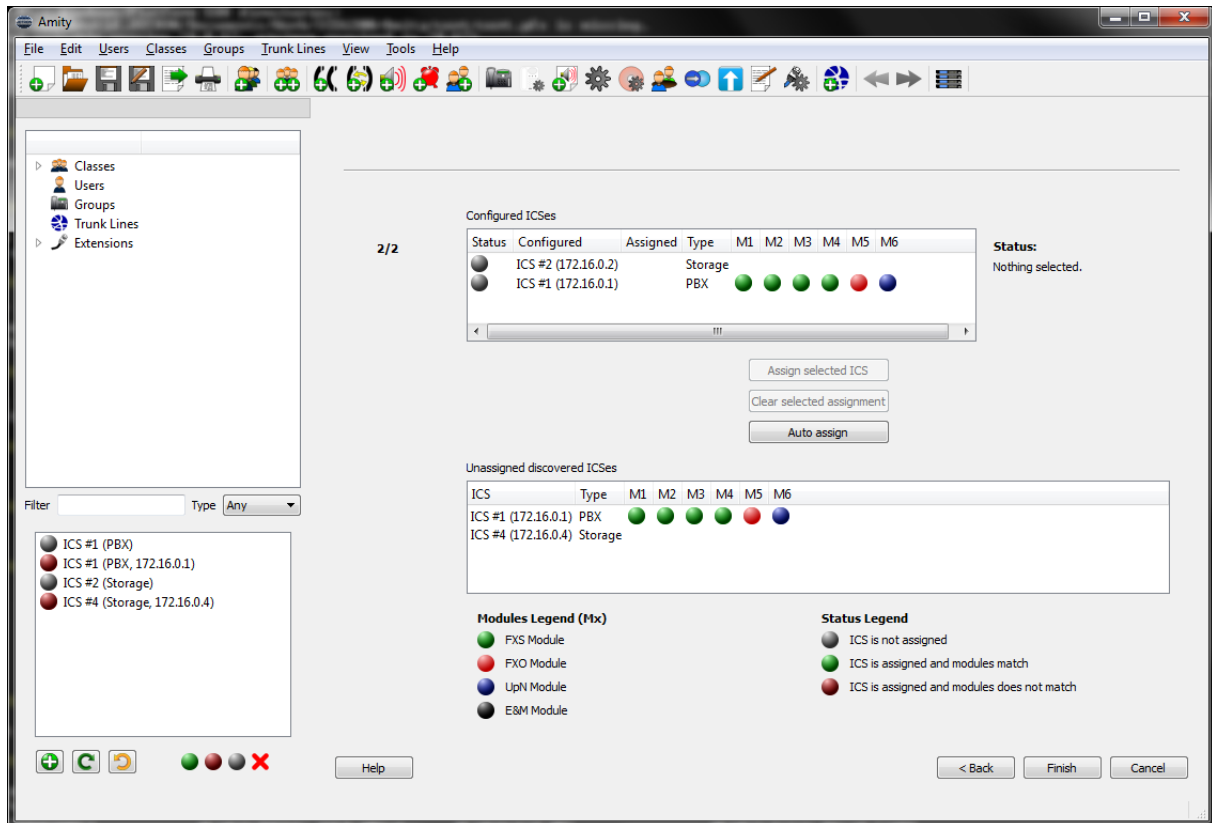 Amity
File Edit Users Classes Groups Trunk Lines View Tools Help
Classes
Users
Groups
Trunk Lines
Extensions
Filter Type Any
ICS #1 (PBX)
ICS #1 (PBX, 172.16.0.1)
ICS #2 (Storage)
ICS #4 (Storage, 172.16.0.4)
2/2
Configured ICSes
Status Configured Assigned Type M1 M2 M3 M4 M5 M6
ICS #2 (172.16.0.2) Storage
ICS #1 (172.16.0.1) PBX
Status:
Nothing selected.
Assign selected ICS
Clear selected assignment
Auto assign
Unassigned discovered ICSes
ICS Type M1 M2 M3 M4 M5 M6
ICS #1 (172.16.0.1) PBX
ICS #4 (172.16.0.4) Storage
Modules Legend (Mx)
FXS Module
FXO Module
UpN Module
E&M Module
Status Legend
ICS is not assigned
ICS is assigned and modules match
ICS is assigned and modules does not match
Help
< Back Finish Cancel